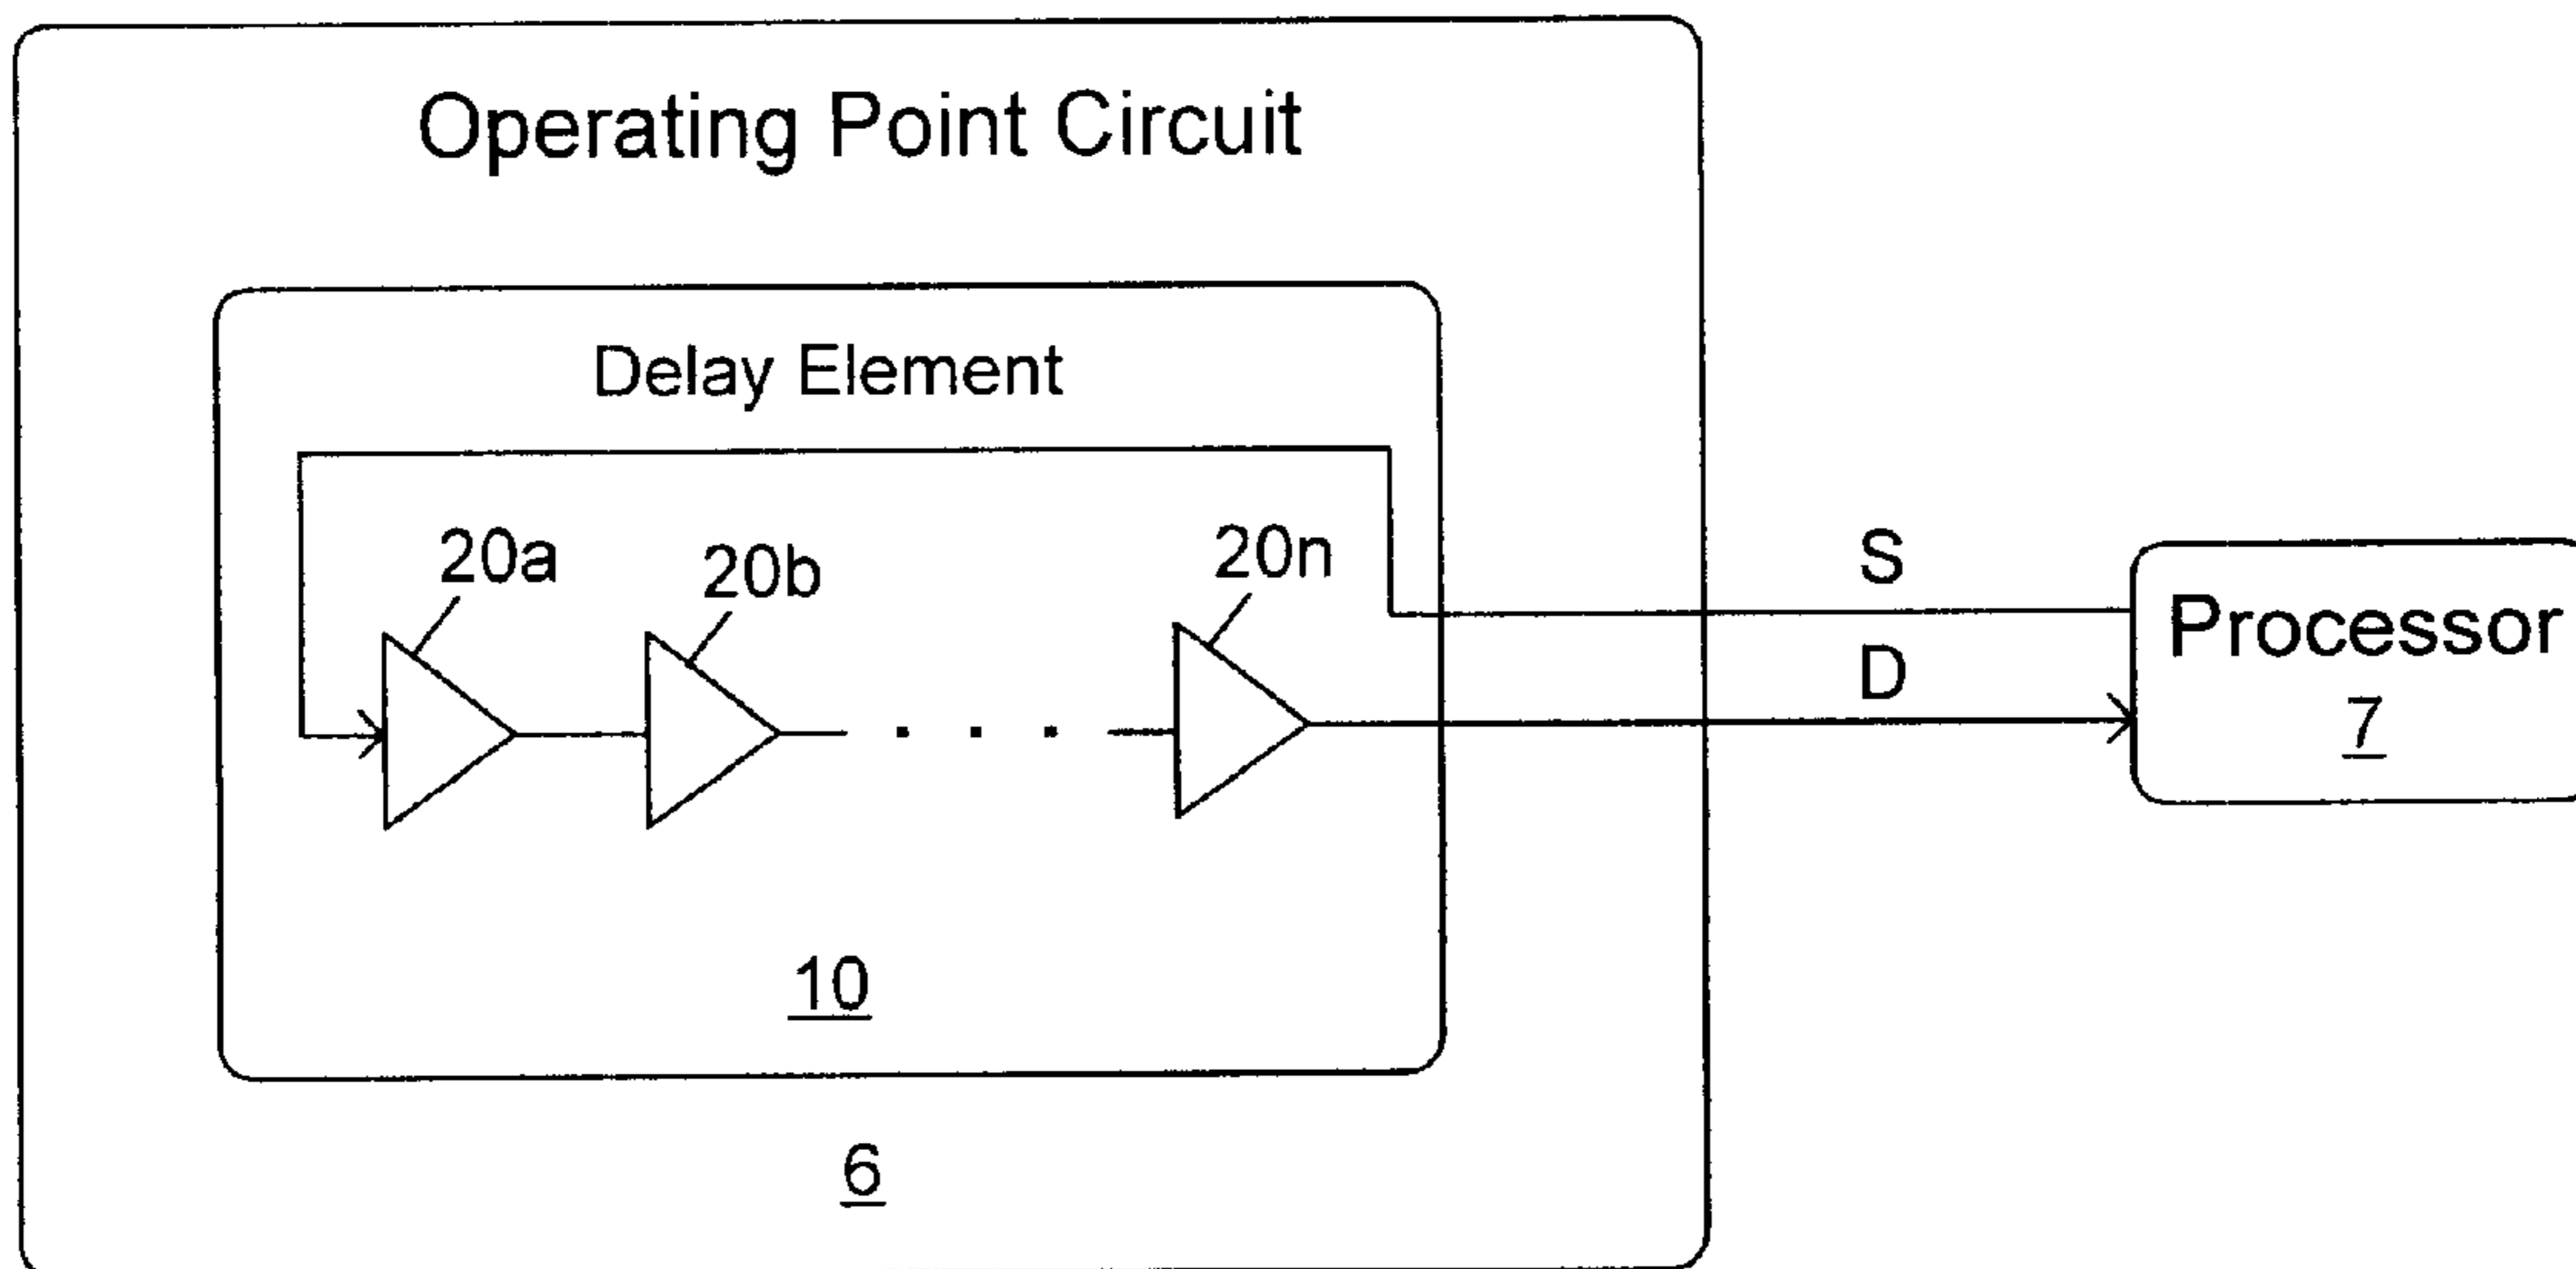 Operating Point Circuit
Delay Element
20a
20b
20n
S
D
Processor
7
10
6